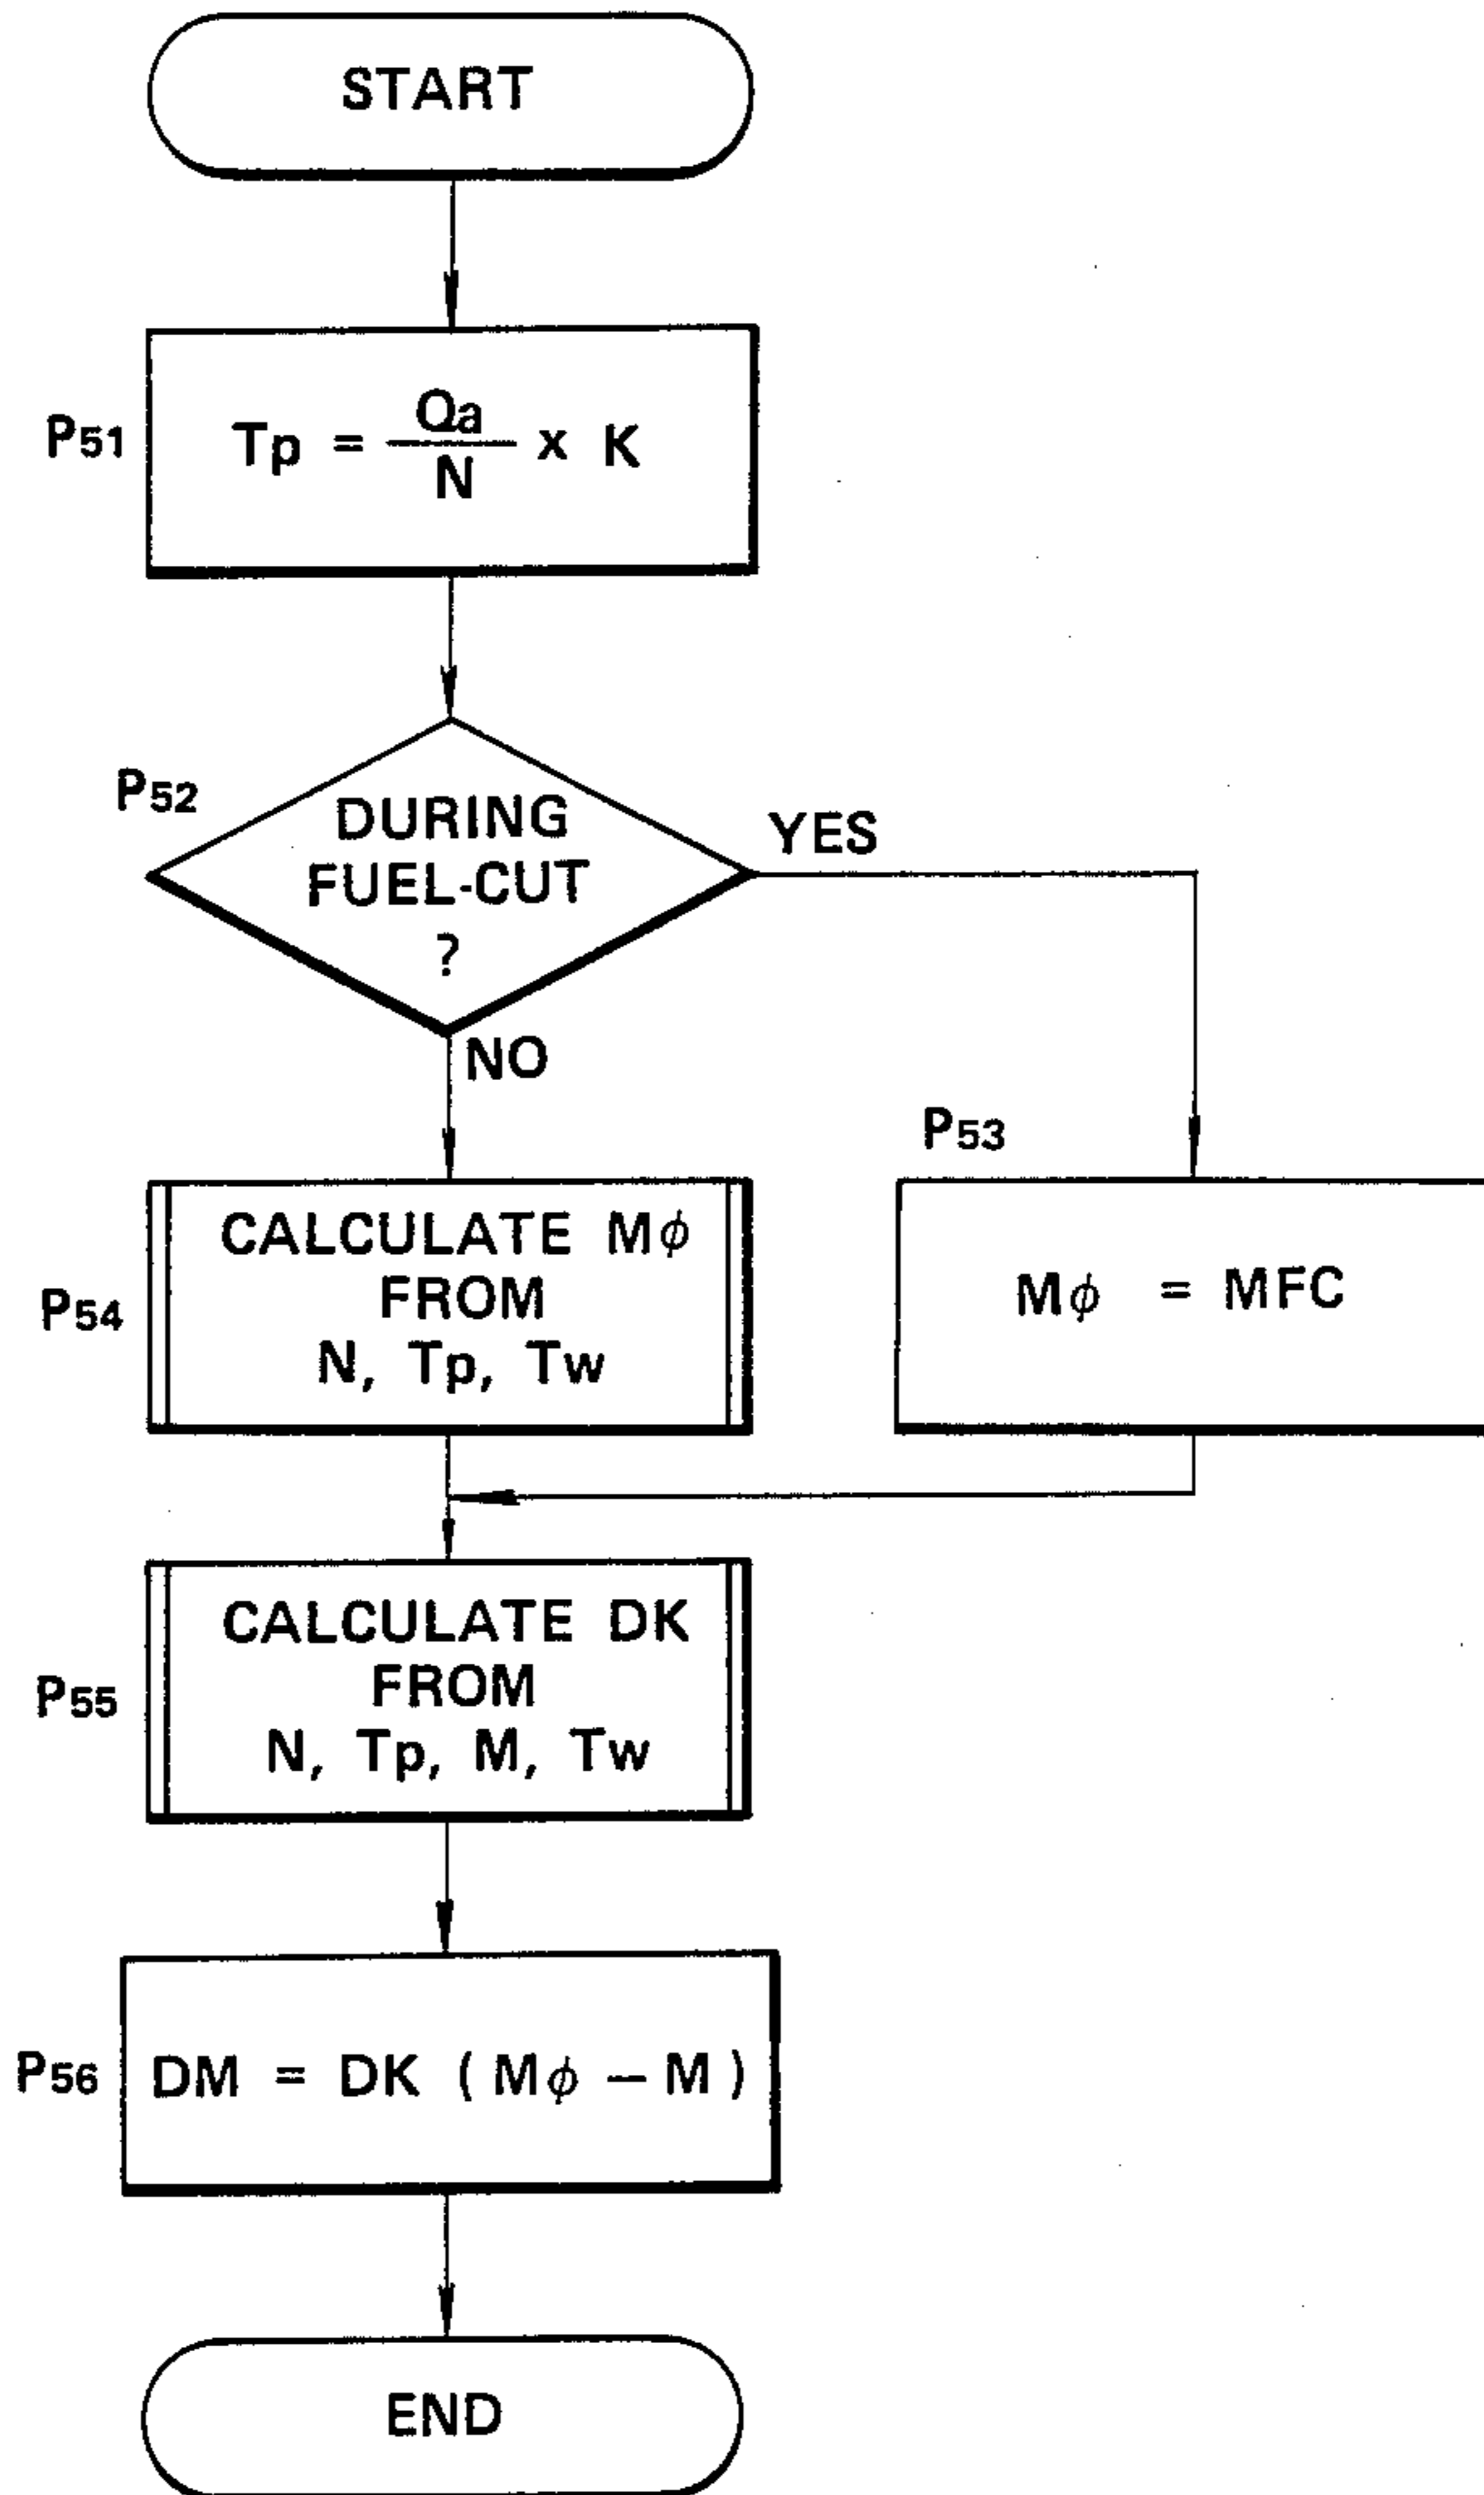 START
P51
Tp = Qa / N x K
P52
DURING
FUEL-CUT
?
YES
NO
P53
Mφ = MFC
P54
CALCULATE Mφ
FROM
N, Tp, Tw
P55
CALCULATE DK
FROM
N, Tp, M, Tw
P56
DM = DK ( Mφ – M )
END